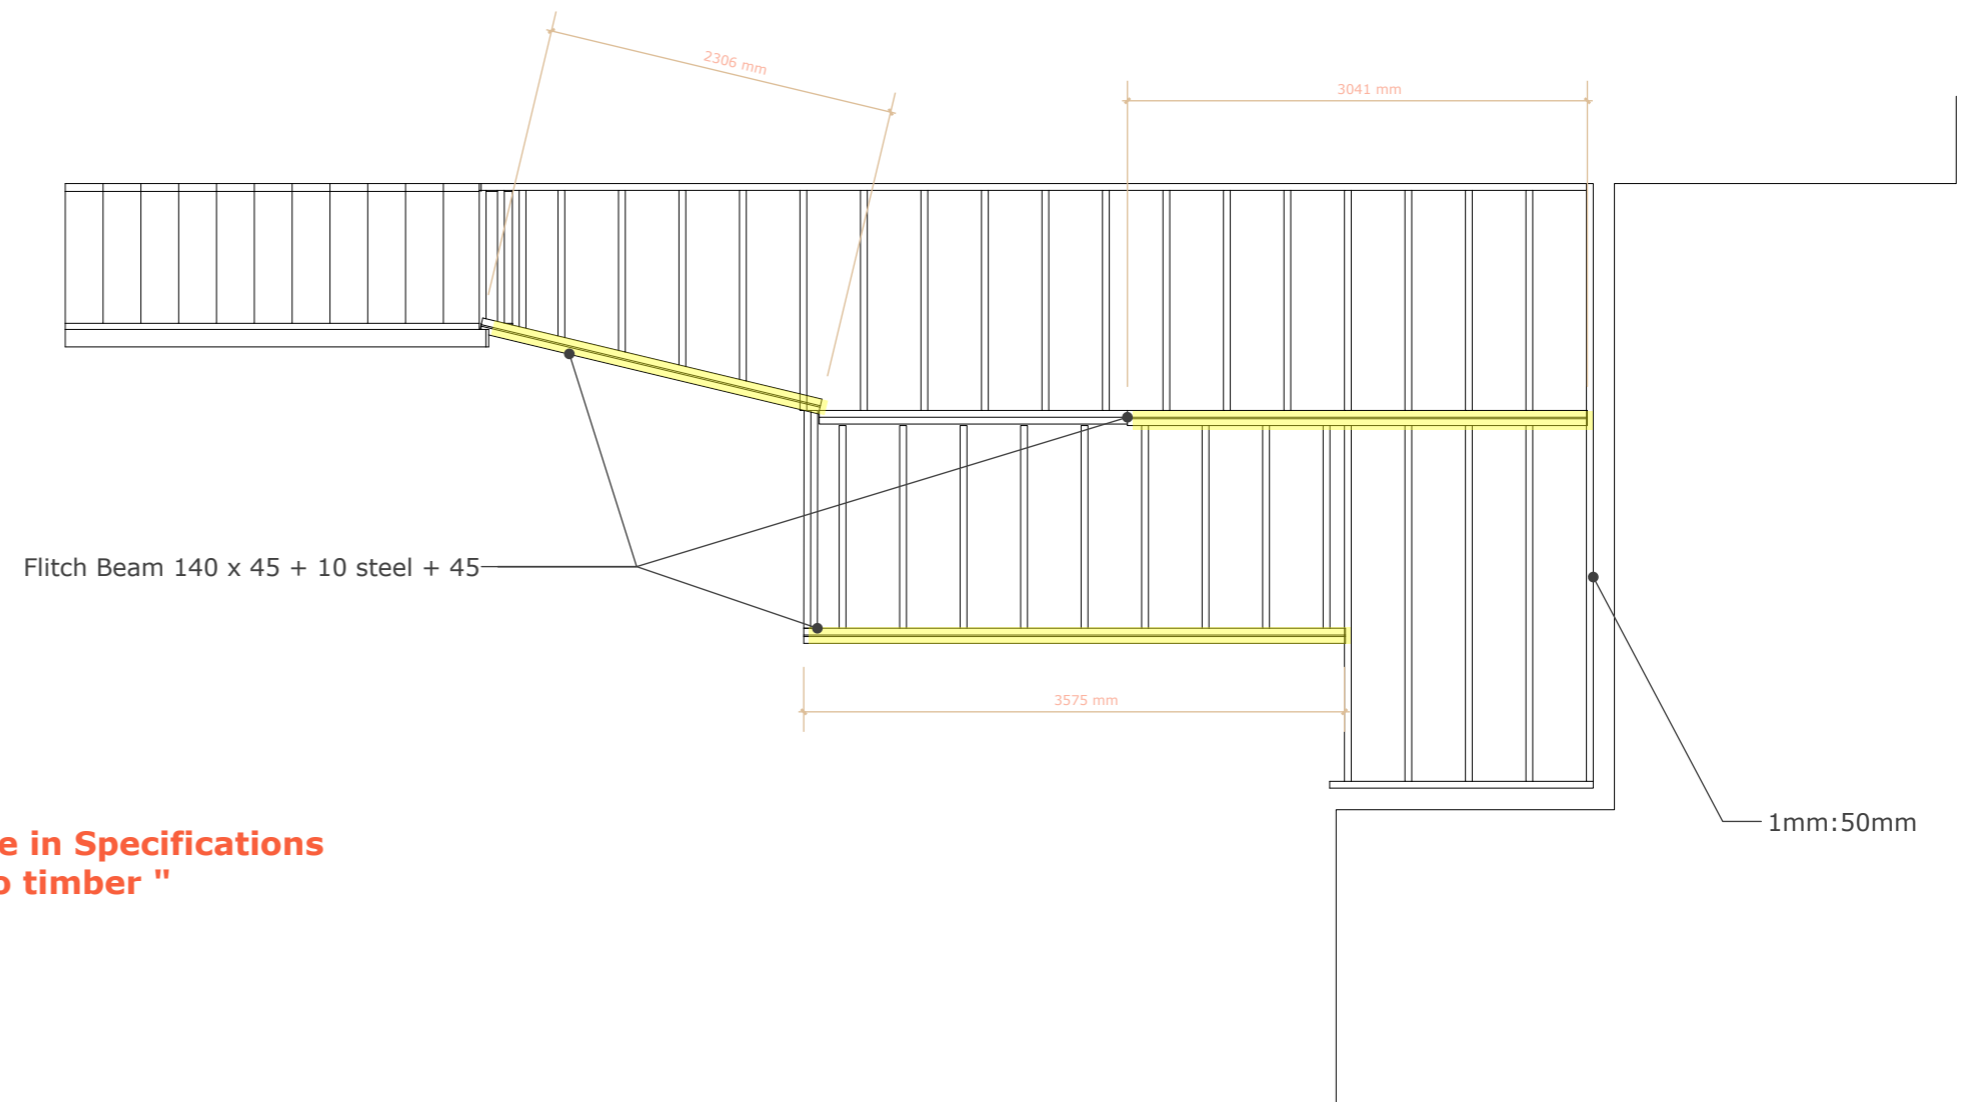 2306 mm
3041 mm
Flitch Beam 140 x 45 + 10 steel + 45
3575 mm
1mm:50mm
e in Specifications
o timber "